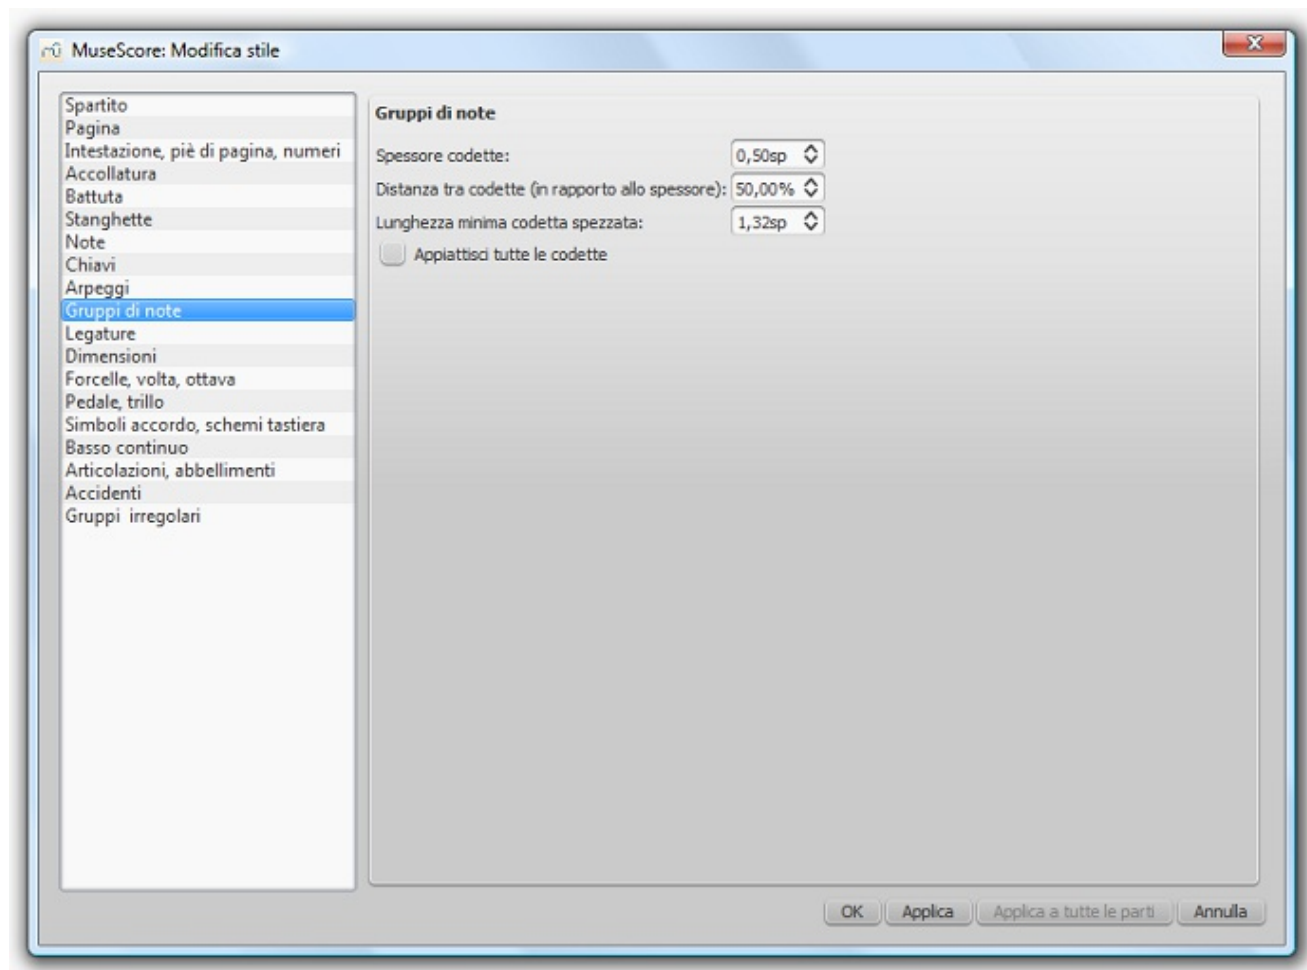 MuseScore: Modifica stile
Spartito
Pagina
Intestazione, piè di pagina, numeri
Accollatura
Battuta
Stanghette
Note
Chiavi
Arpeggi
Gruppi di note
Legature
Dimensioni
Forcelle, volta, ottava
Pedale, trillo
Simboli accordo, schemi tastiera
Basso continuo
Articolazioni, abbellimenti
Accidenti
Gruppi irregolari
Gruppi di note
Spessore codette: 0,50sp
Distanza tra codette (in rapporto allo spessore): 50,00%
Lunghezza minima codetta spezzata: 1,32sp
Appiattisci tutte le codette
OK Applica Applica a tutte le parti Annulla